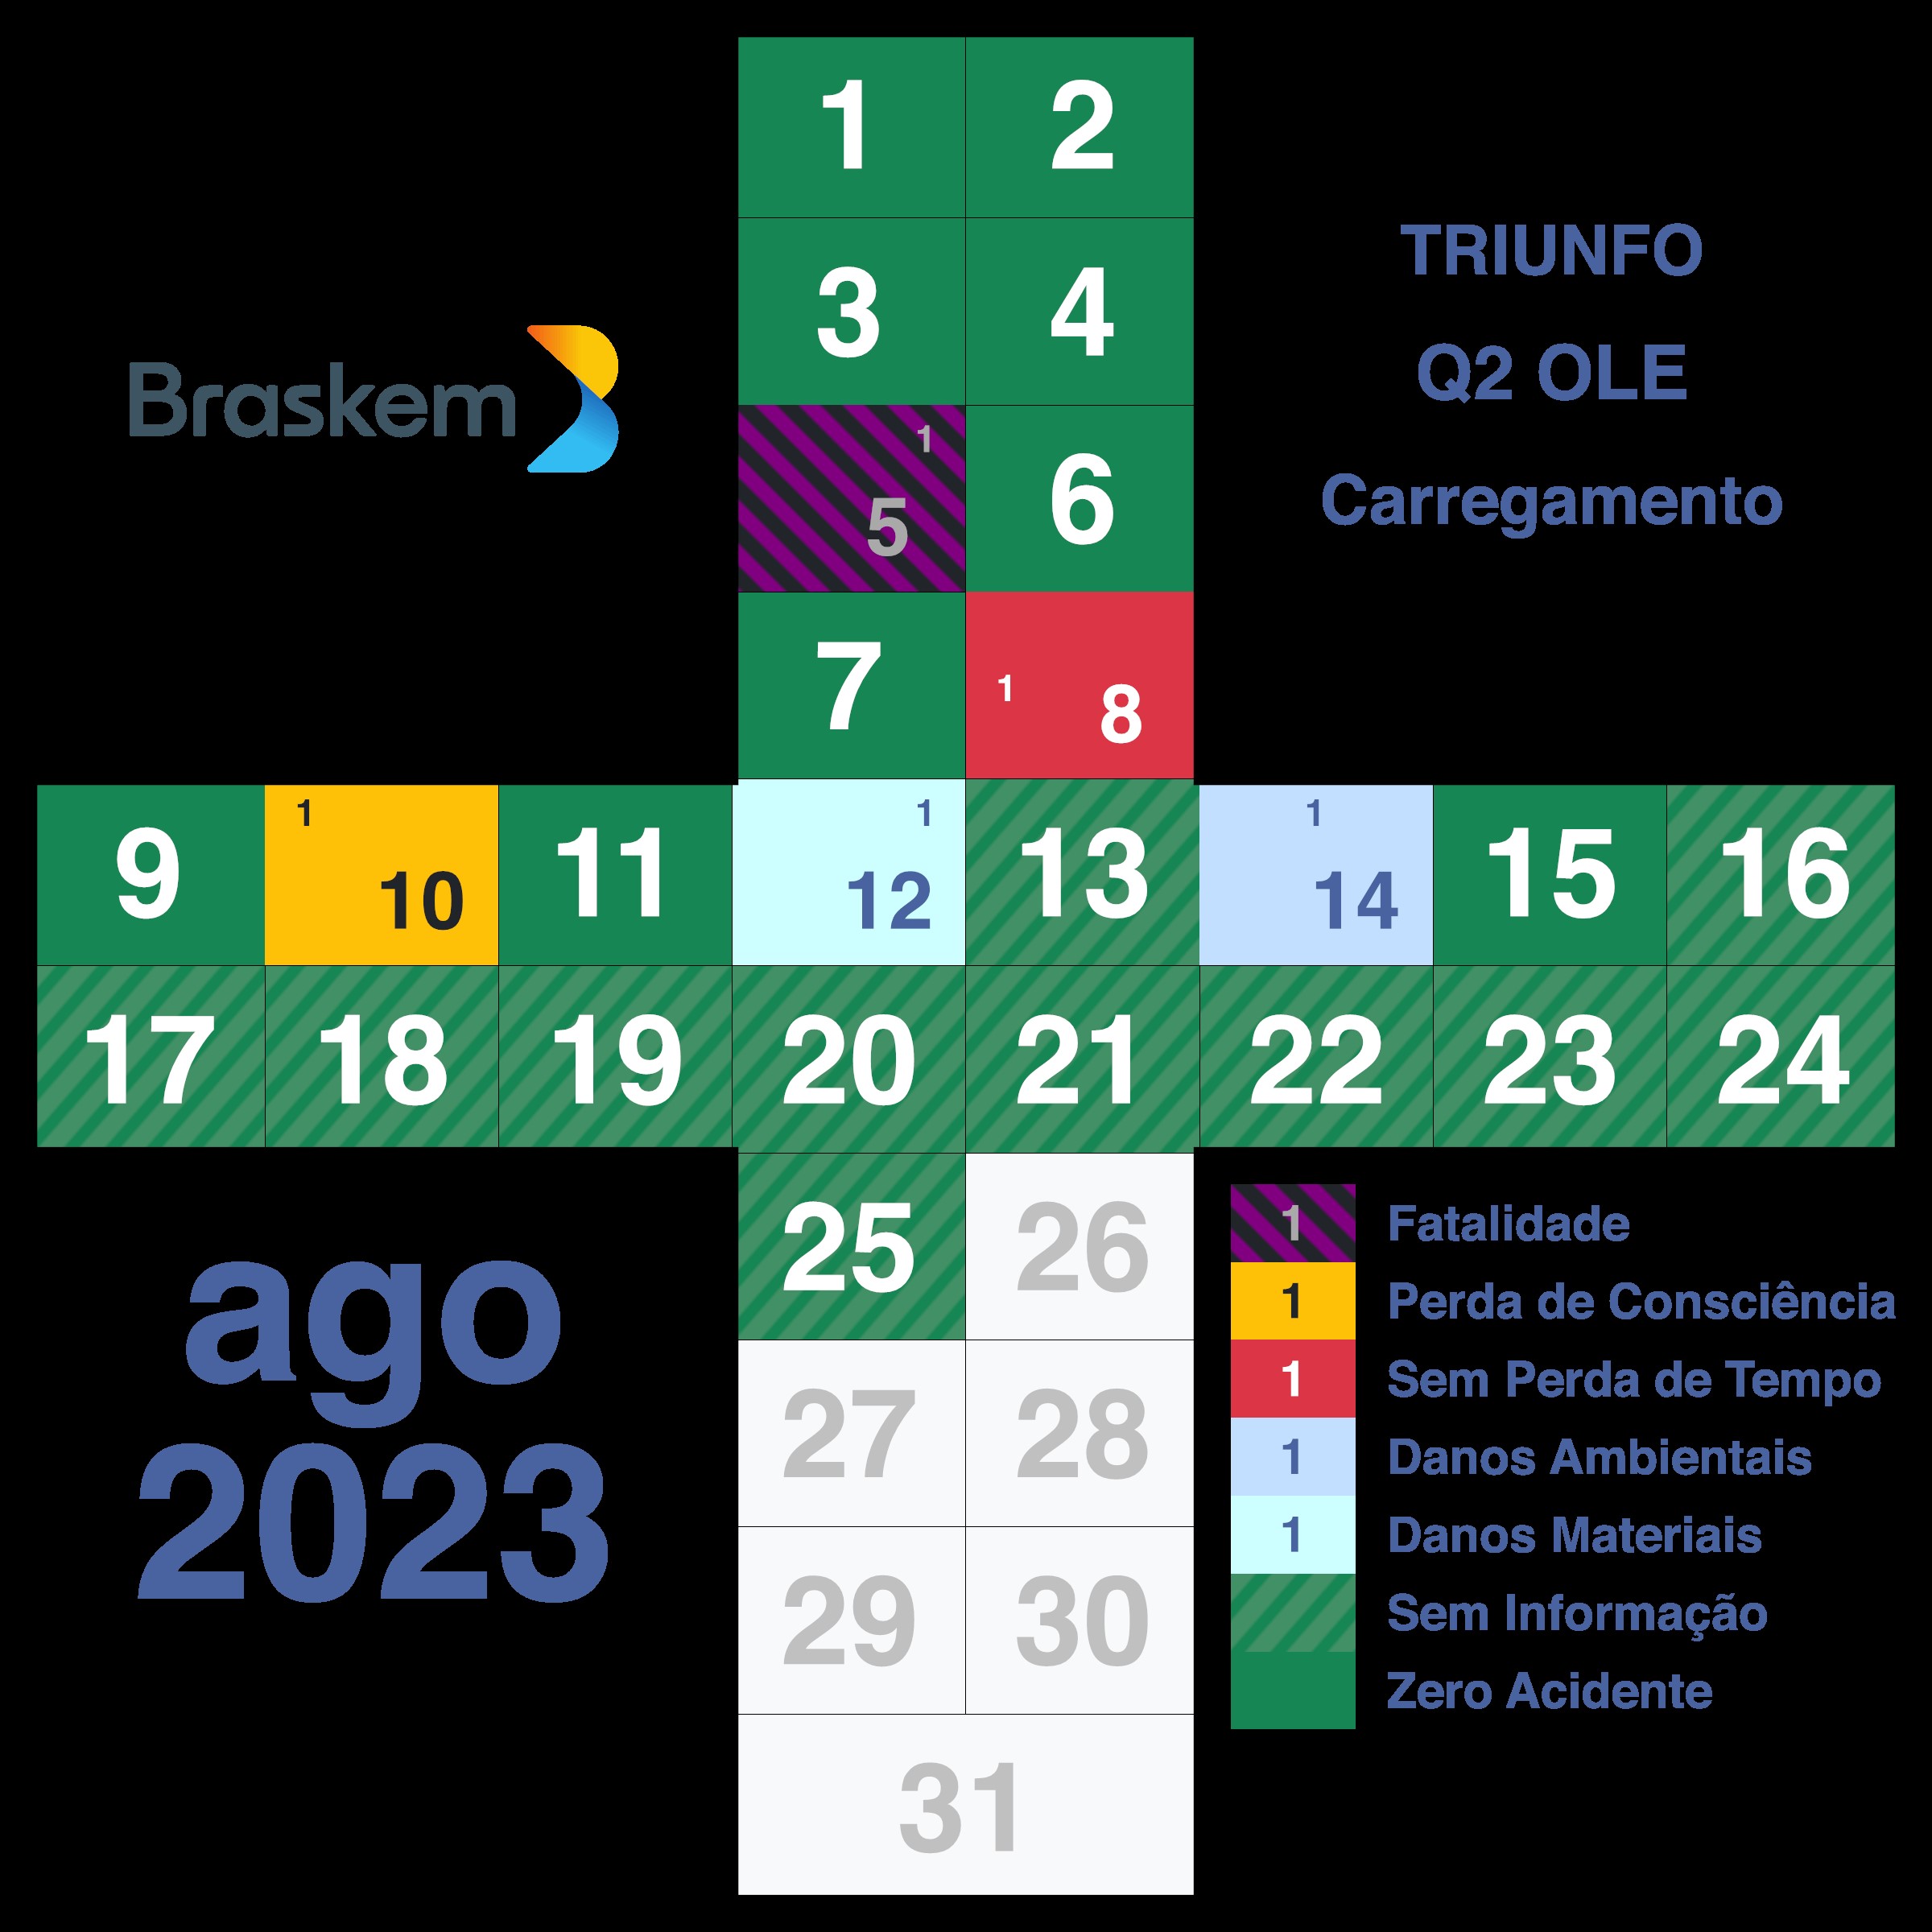 1 2
TRIUNFO
3 4
Q2 OLE
Braskem
1
5
6
Carregamento
7
1
8
9
1
10
11
1
12
13
1
14
15
16
17 18 19 20 21 22 23 24
25 26
ago
2023
27 28
29 30
31
1 Fatalidade
1 Perda de Consciência
1 Sem Perda de Tempo
1 Danos Ambientais
1 Danos Materiais
Sem Informação
Zero Acidente